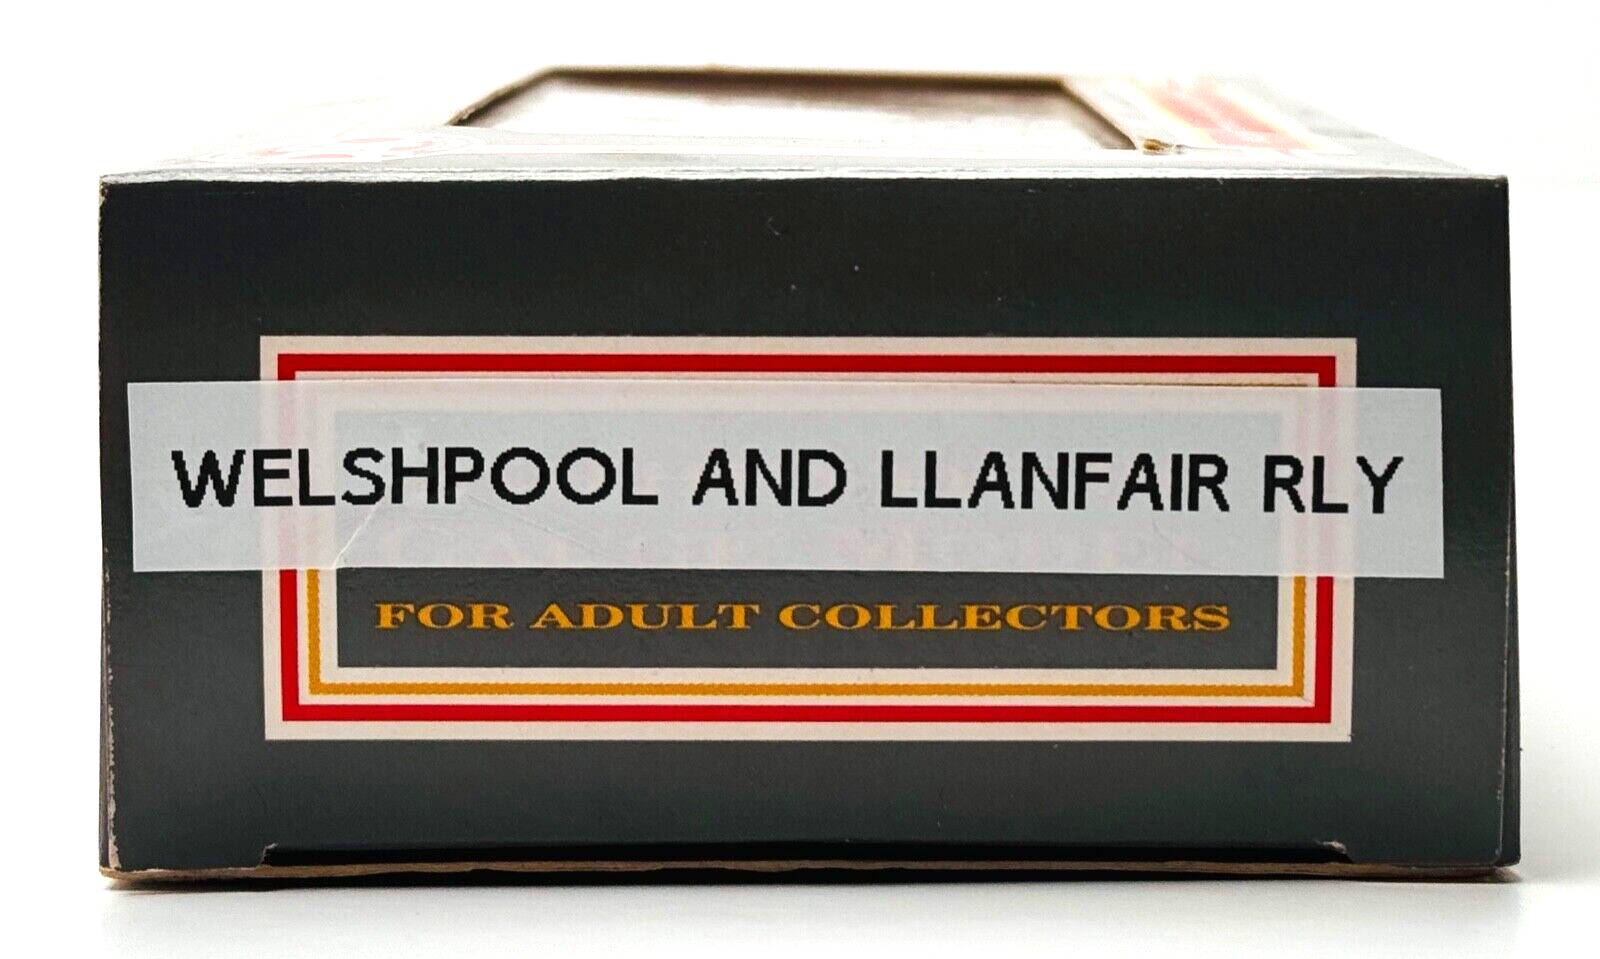 WELSHPOOL AND LLANFAIR RLY
FOR ADULT COLLECTORS